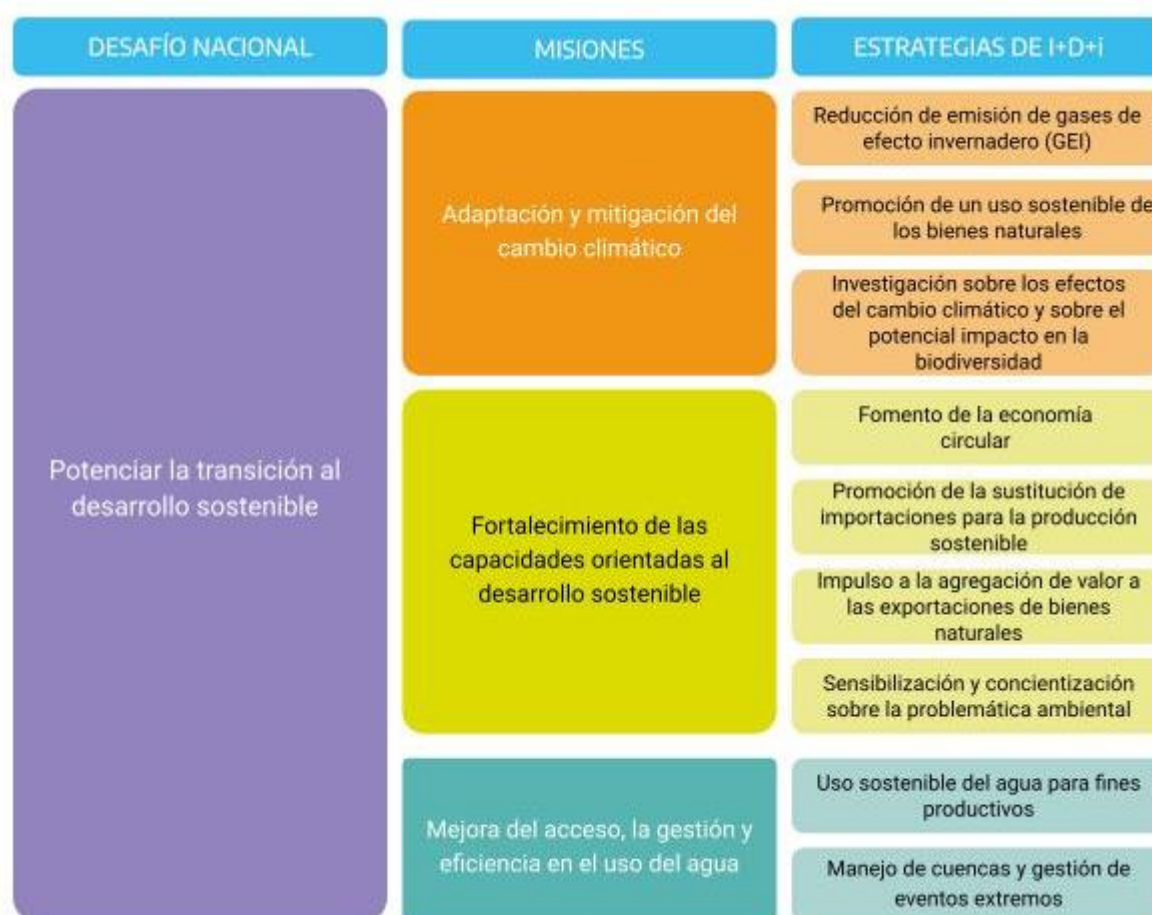 DESAFÍO NACIONAL
MISIONES
ESTRATEGIAS DE I+D+i
Potenciar la transición al
desarrollo sostenible
Adaptación y mitigación del
cambio climático
Reducción de emisión de gases de
efecto invernadero (GEI)
Promoción de un uso sostenible de
los bienes naturales
Investigación sobre los efectos
del cambio climático y sobre el
potencial impacto en la
biodiversidad
Fortalecimiento de las
capacidades orientadas al
desarrollo sostenible
Fomento de la economía
circular
Promoción de la sustitución de
importaciones para la producción
sostenible
Impulso a la agregación de valor a
las exportaciones de bienes
naturales
Sensibilización y concientización
sobre la problemática ambiental
Mejora del acceso, la gestión y
eficiencia en el uso del agua
Uso sostenible del agua para fines
productivos
Manejo de cuencas y gestión de
eventos extremos